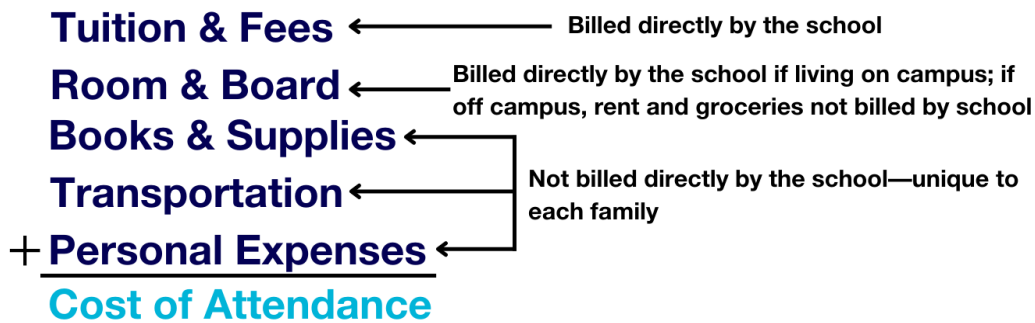 Tuition & Fees
Billed directly by the school
Room & Board
Billed directly by the school if living on campus; if
off campus, rent and groceries not billed by school
Books & Supplies
Transportation
Not billed directly by the school—unique to
each family
+ Personal Expenses
Cost of Attendance